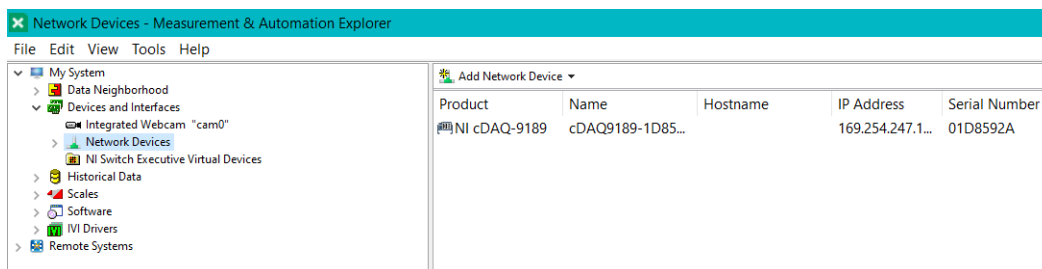 Network Devices - Measurement & Automation Explorer
File Edit View Tools Help
My System
Data Neighborhood
Devices and Interfaces
Integrated Webcam "cam0"
Network Devices
NI Switch Executive Virtual Devices
Historical Data
Scales
Software
IVI Drivers
Remote Systems
Add Network Device
Product Name Hostname IP Address Serial Number
NI cDAQ-9189 cDAQ9189-1D85... 169.254.247.1... 01D8592A